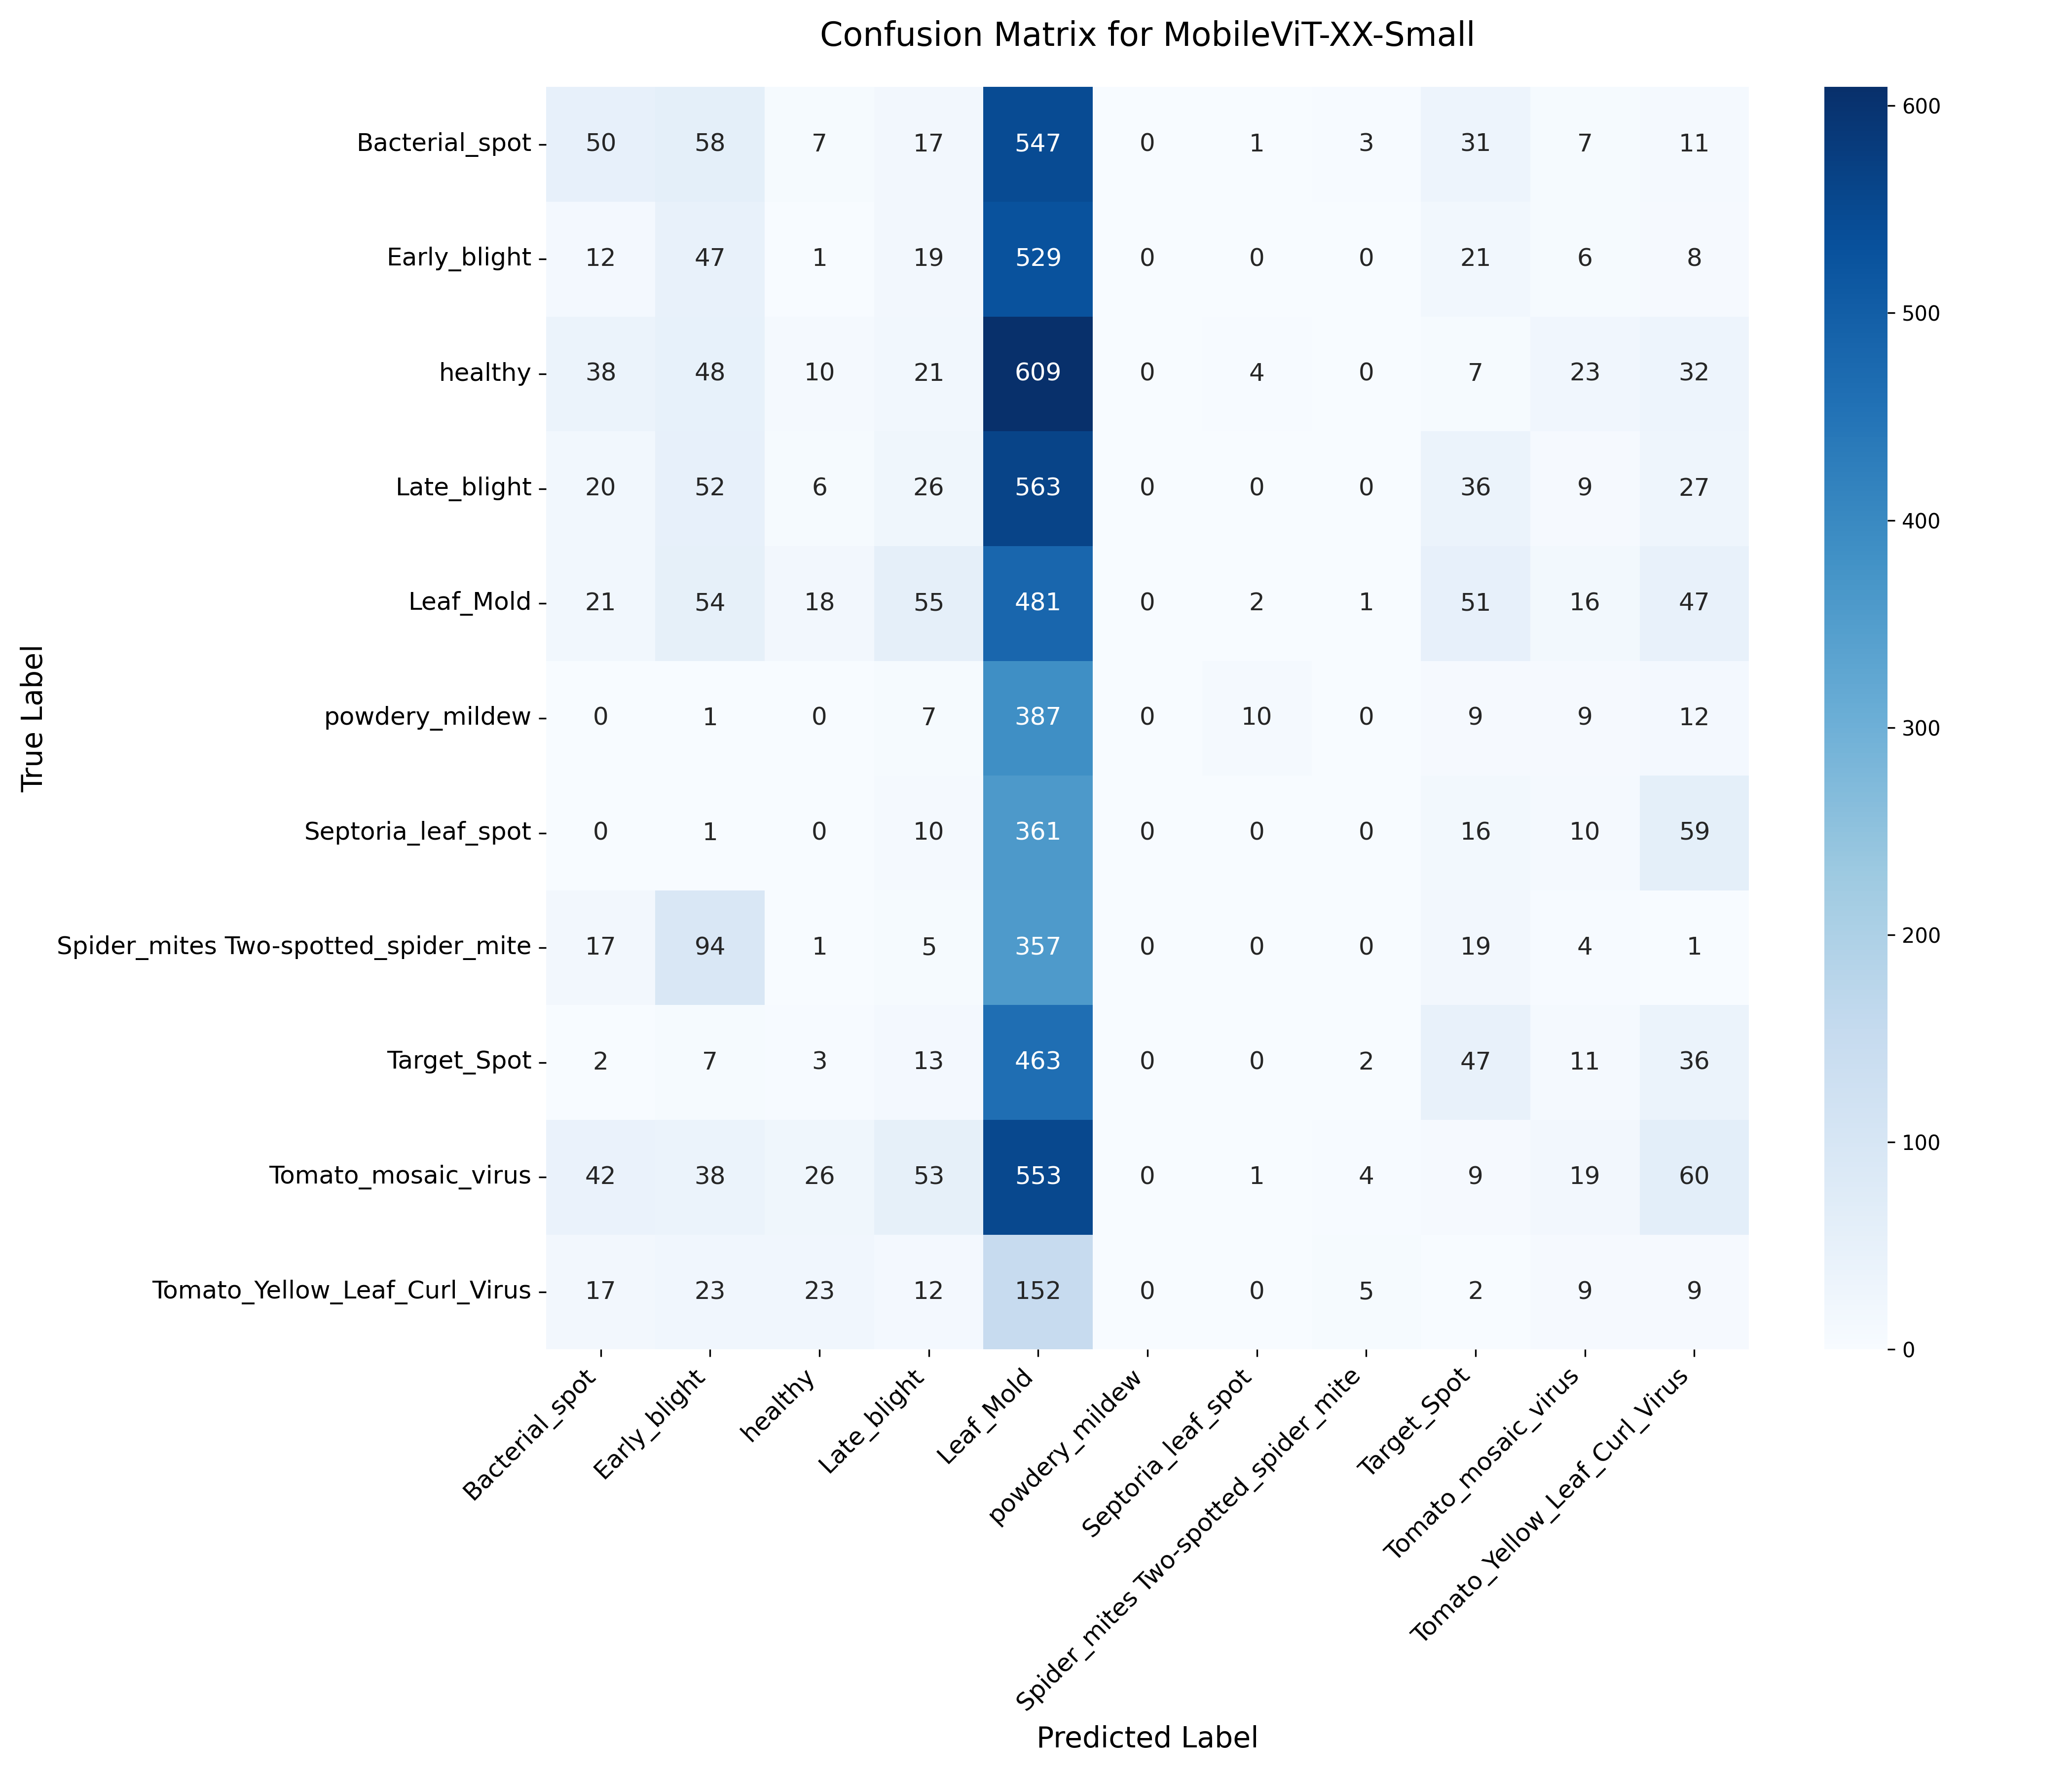 Confusion Matrix for MobileViT-XX-Small
True Label
Bacterial_spot 50 58 7 17 547 0 1 3 31 7 11
Early_blight 12 47 1 19 529 0 0 0 21 6 8
healthy 38 48 10 21 609 0 4 0 7 23 32
Late_blight 20 52 6 26 563 0 0 0 36 9 27
Leaf_Mold 21 54 18 55 481 0 2 1 51 16 47
powdery_mildew 0 1 0 7 387 0 10 0 9 9 12
Septoria_leaf_spot 0 1 0 10 361 0 0 0 16 10 59
Spider_mites Two-spotted_spider_mite 17 94 1 5 357 0 0 0 19 4 1
Target_Spot 2 7 3 13 463 0 0 2 47 11 36
Tomato_mosaic_virus 42 38 26 53 553 0 1 4 9 19 60
Tomato_Yellow_Leaf_Curl_Virus 17 23 23 12 152 0 0 5 2 9 9
Bacterial_spot
Early_blight
healthy
Late_blight
Leaf_Mold
powdery_mildew
Septoria_leaf_spot
Spider_mites Two-spotted_spider_mite
Target_Spot
Tomato_mosaic_virus
Tomato_Yellow_Leaf_Curl_Virus
Predicted Label
600
500
400
300
200
100
0